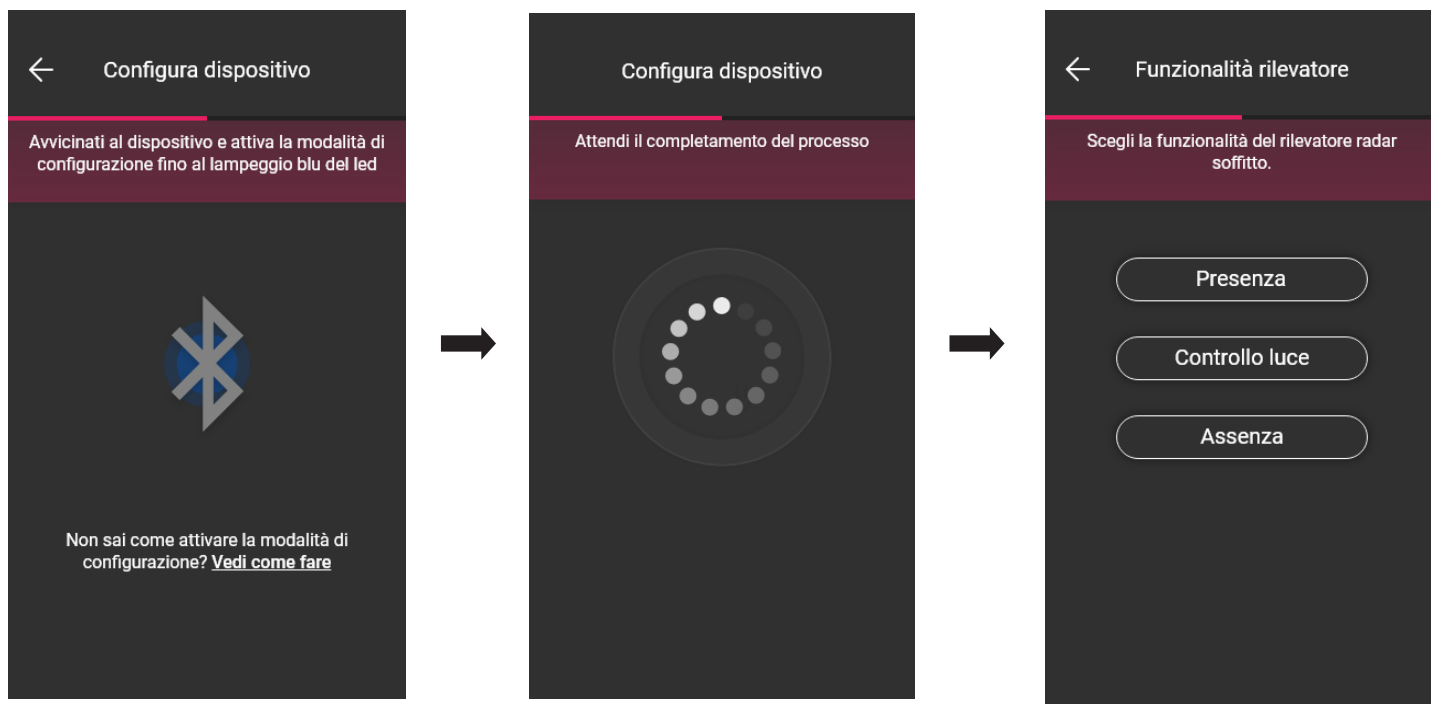 Configura dispositivo
Avvicinati al dispositivo e attiva la modalità di
configurazione fino al lampeggio blu del led
Non sai come attivare la modalità di
configurazione? Vedi come fare
Configura dispositivo
Attendi il completamento del processo
Funzionalità rilevatore
Scegli la funzionalità del rilevatore radar
soffitto.
Presenza
Controllo luce
Assenza